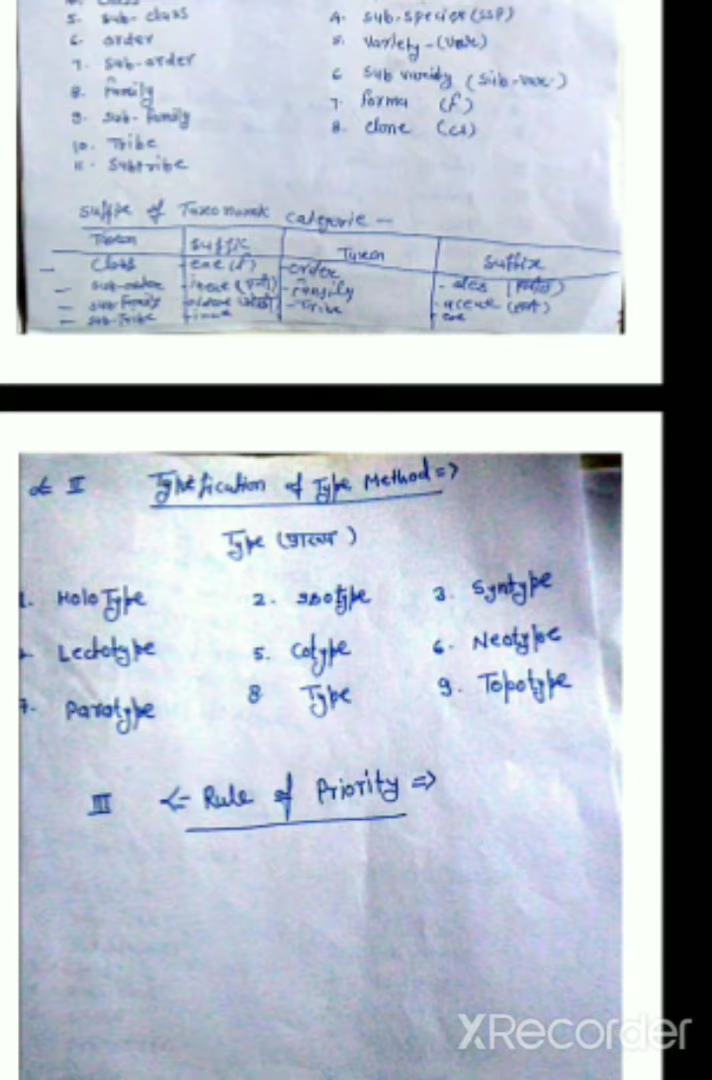 5. sub-class
6. order
7. Sub-order
8. Family
9. Sub-Family
10. Tribe
11. Subtribe
4. sub-species (SSP)
5. Variety - (Var)
6 Sub variety (Sub-var.)
7. forma (f)
8. clone (cl)
Suffix of Taxonomic categorie -
Taxon Suffix Taxon Suffix
- Class - order
- sub-order - Family
- sub-Family - Tribe
- sub-Tribe
II Typification of Type Method =>
Type (प्रारूप)
1. HoloType 2. Isotype 3. Syntype
Lectotype 5. Cotype 6. Neotype
7. Paratype 8 Type 9. Topotype
III <= Rule of Priority =>
XRecorder